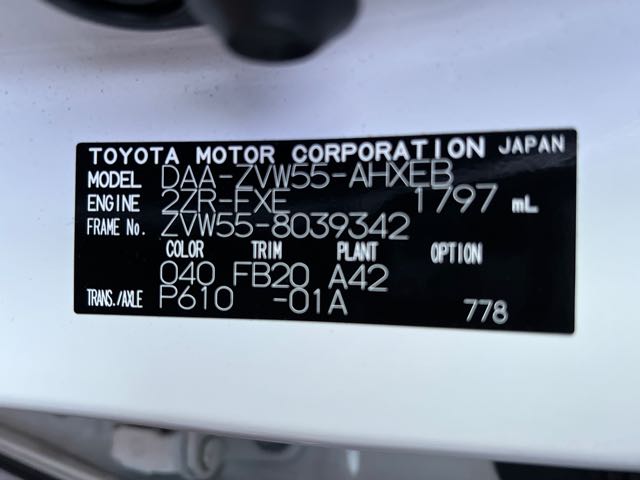 TOYOTA MOTOR CORPORATION JAPAN
MODEL DAA-ZVW55-AHXEB
ENGINE 2ZR-FXE 1797 mL
FRAME No. ZVW55-8039342
COLOR TRIM PLANT OPTION
040 FB20 A42
TRANS./AXLE P610 -01A 778